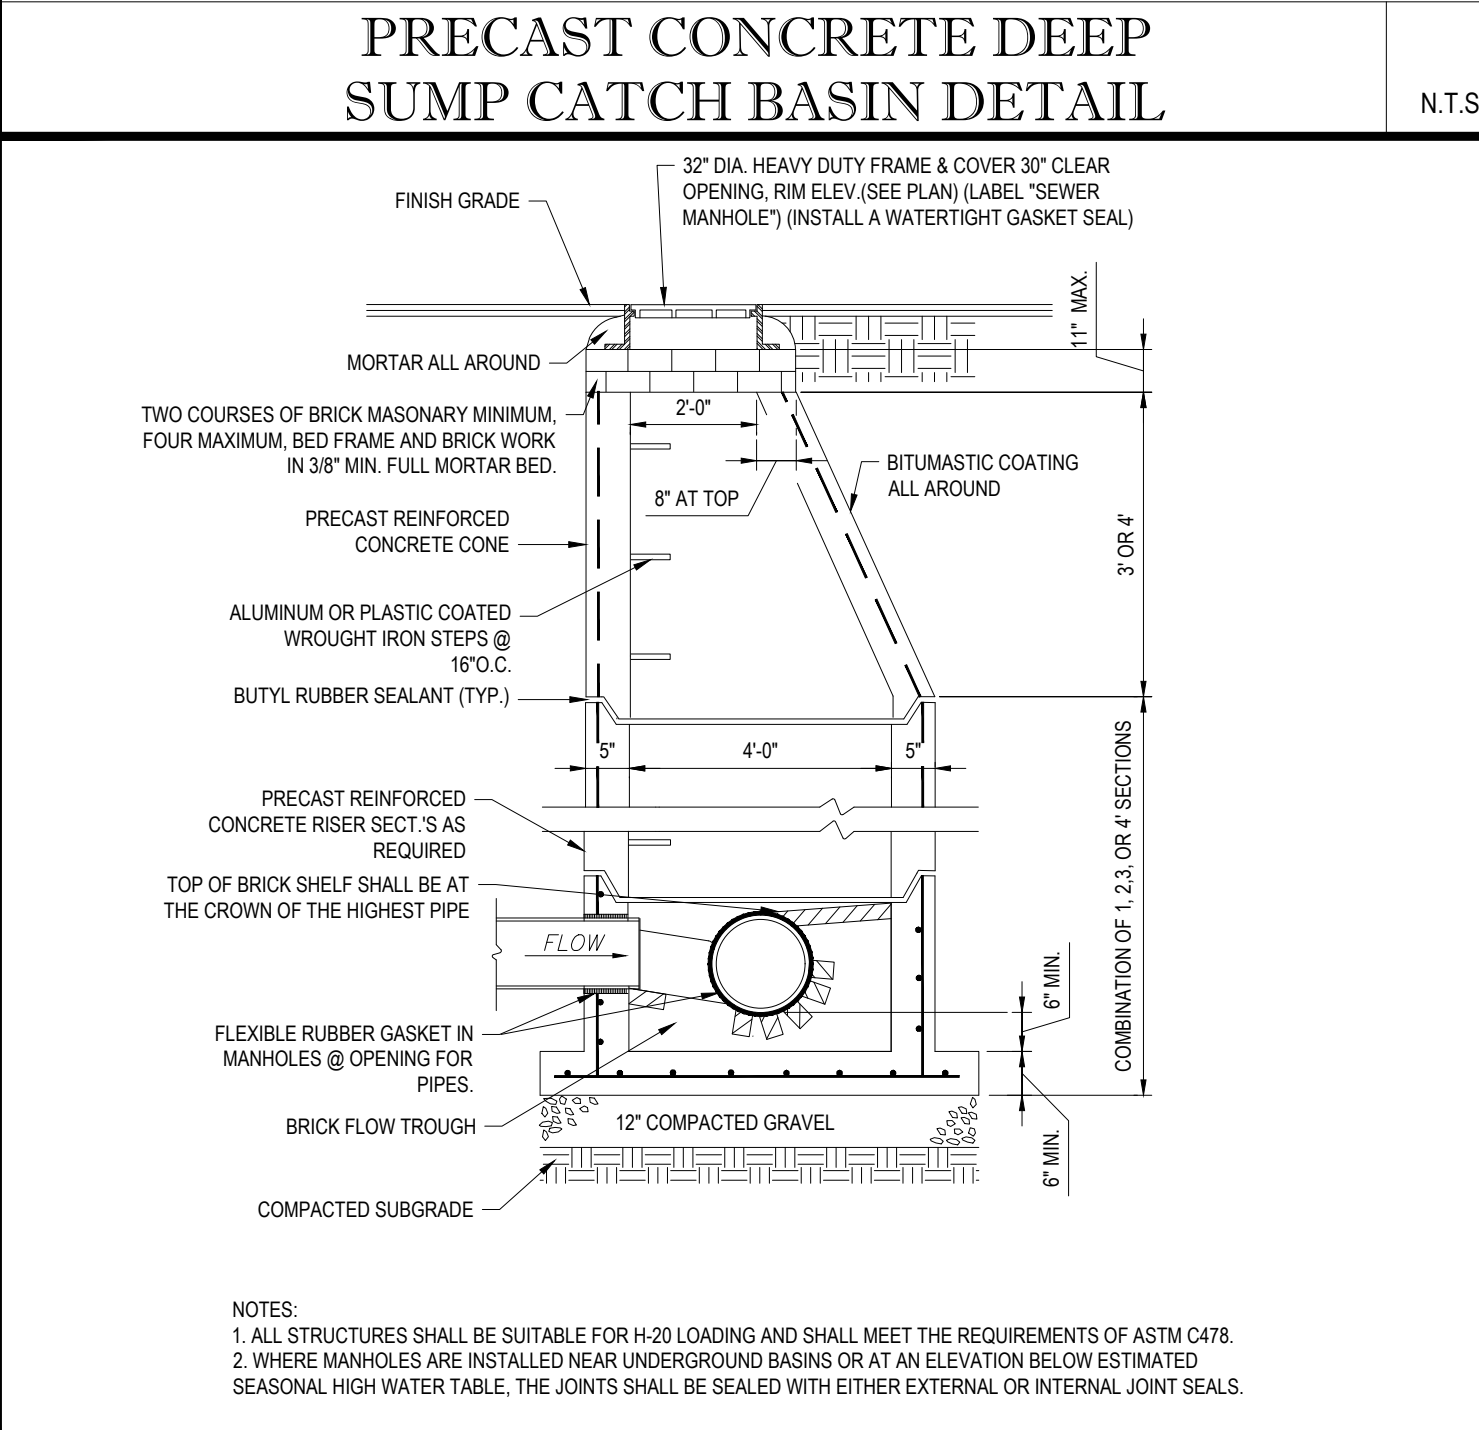 PRECAST CONCRETE DEEP
SUMP CATCH BASIN DETAIL
N.T.S
32" DIA. HEAVY DUTY FRAME & COVER 30" CLEAR
OPENING, RIM ELEV.(SEE PLAN) (LABEL "SEWER
MANHOLE") (INSTALL A WATERTIGHT GASKET SEAL)
FINISH GRADE
11" MAX.
MORTAR ALL AROUND
TWO COURSES OF BRICK MASONARY MINIMUM,
FOUR MAXIMUM, BED FRAME AND BRICK WORK
IN 3/8" MIN. FULL MORTAR BED.
2'-0"
8" AT TOP
BITUMASTIC COATING
ALL AROUND
PRECAST REINFORCED
CONCRETE CONE
3' OR 4'
ALUMINUM OR PLASTIC COATED
WROUGHT IRON STEPS @
16"O.C.
BUTYL RUBBER SEALANT (TYP.)
5"
4'-0"
5"
PRECAST REINFORCED
CONCRETE RISER SECT.'S AS
REQUIRED
COMBINATION OF 1, 2,3, OR 4' SECTIONS
TOP OF BRICK SHELF SHALL BE AT
THE CROWN OF THE HIGHEST PIPE
FLOW
6" MIN.
FLEXIBLE RUBBER GASKET IN
MANHOLES @ OPENING FOR
PIPES.
BRICK FLOW TROUGH
12" COMPACTED GRAVEL
6" MIN.
COMPACTED SUBGRADE
NOTES:
1. ALL STRUCTURES SHALL BE SUITABLE FOR H-20 LOADING AND SHALL MEET THE REQUIREMENTS OF ASTM C478.
2. WHERE MANHOLES ARE INSTALLED NEAR UNDERGROUND BASINS OR AT AN ELEVATION BELOW ESTIMATED
SEASONAL HIGH WATER TABLE, THE JOINTS SHALL BE SEALED WITH EITHER EXTERNAL OR INTERNAL JOINT SEALS.